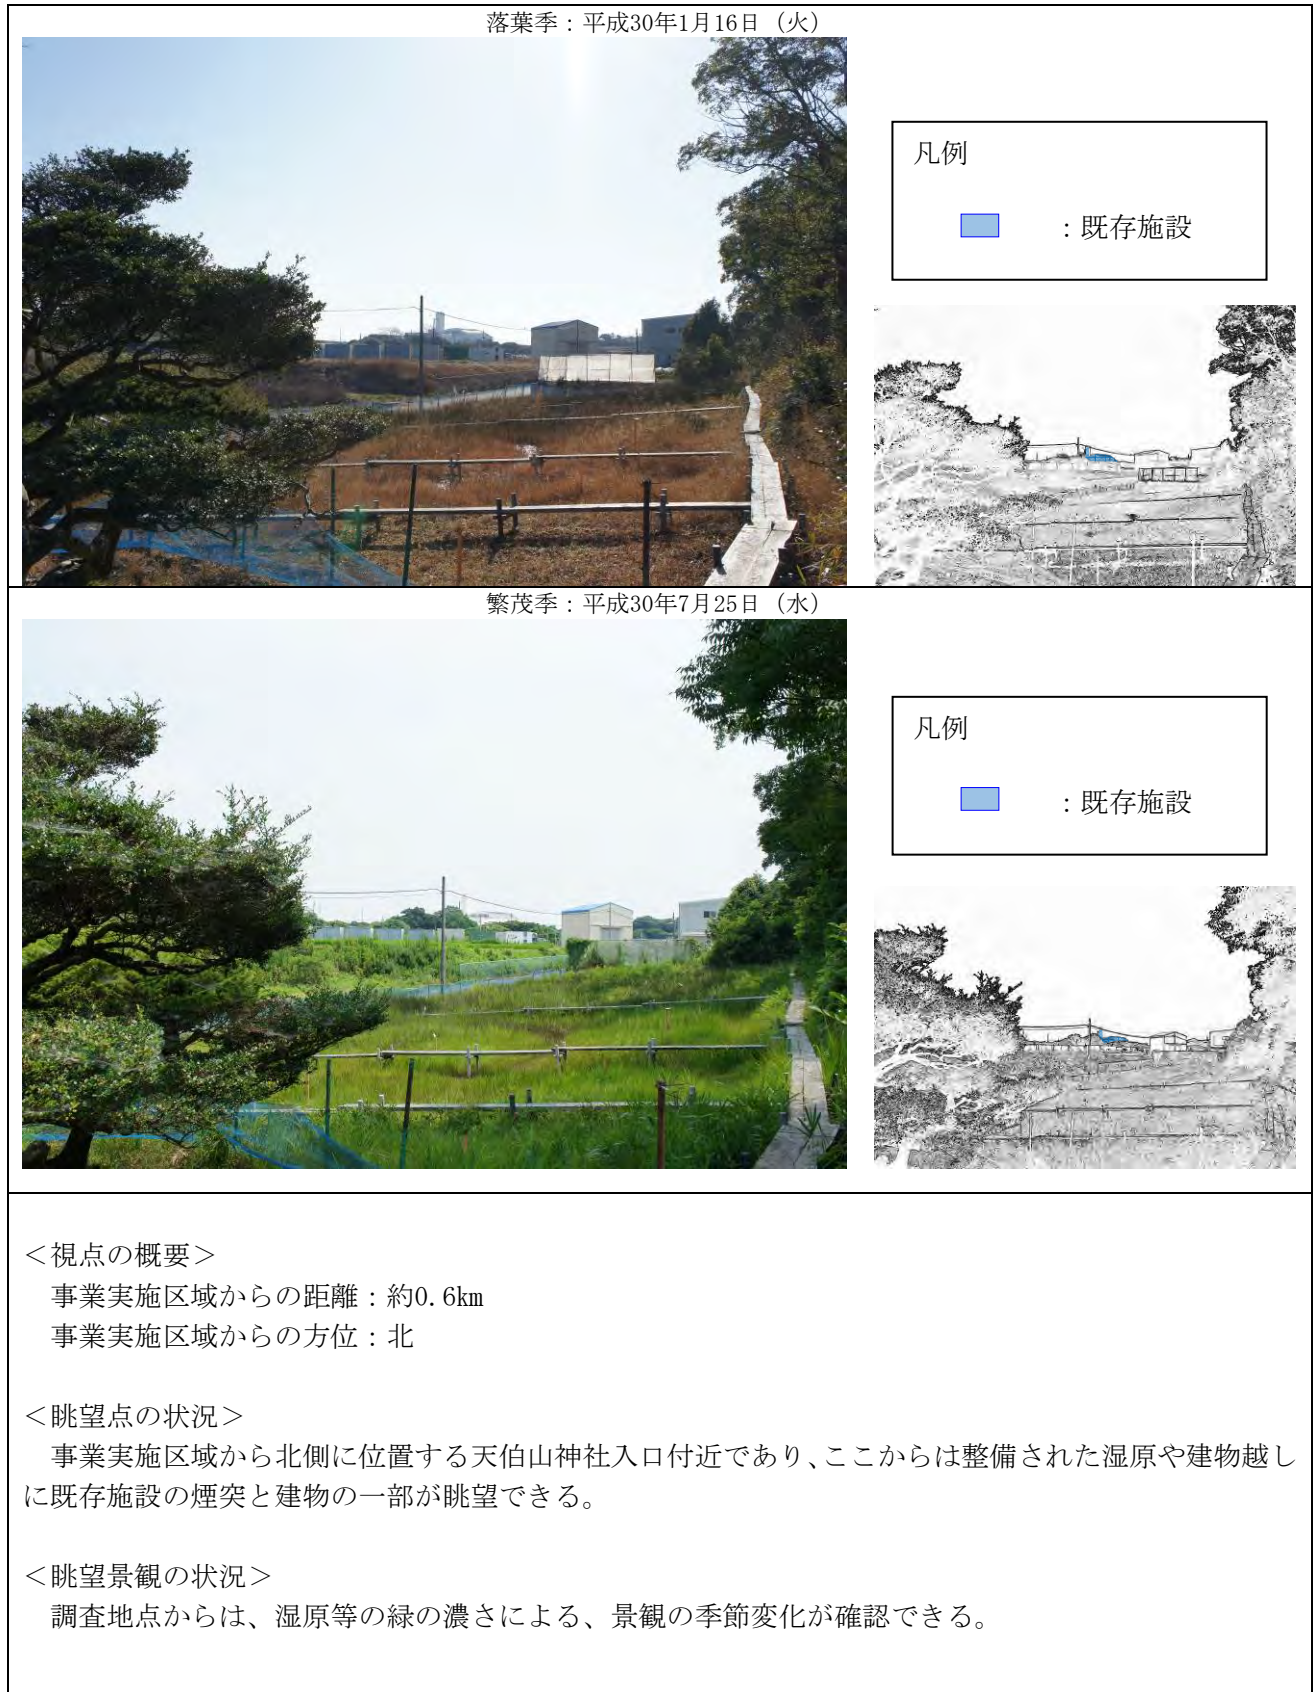 落葉季：平成30年1月16日（火）
凡例
：既存施設
繁茂季：平成30年7月25日（水）
凡例
：既存施設
＜視点の概要＞
事業実施区域からの距離：約0.6km
事業実施区域からの方位：北
＜眺望点の状況＞
事業実施区域から北側に位置する天伯山神社入口付近であり、ここからは整備された湿原や建物越し
に既存施設の煙突と建物の一部が眺望できる。
＜眺望景観の状況＞
調査地点からは、湿原等の緑の濃さによる、景観の季節変化が確認できる。